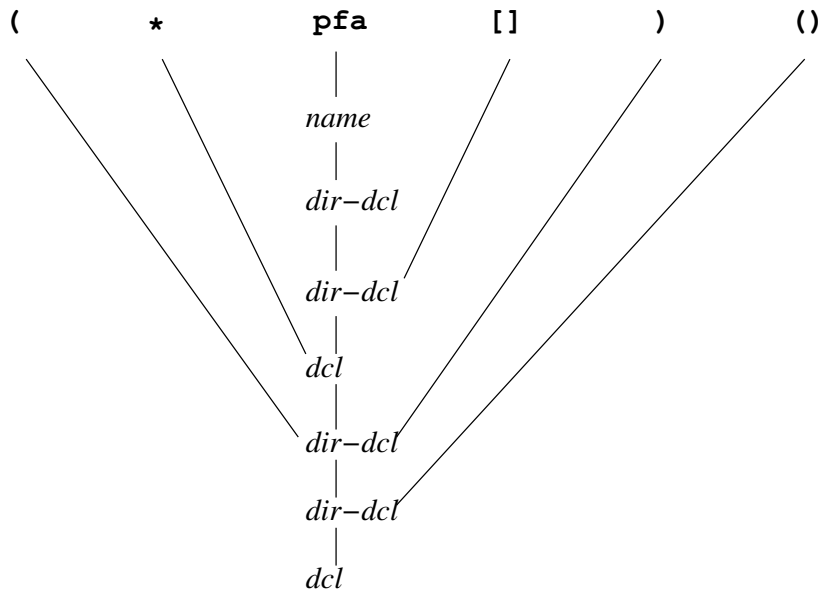 ( * pfa [] ) ()
name
dir−dcl
dir−dcl
dcl
dir−dcl
dir−dcl
dcl